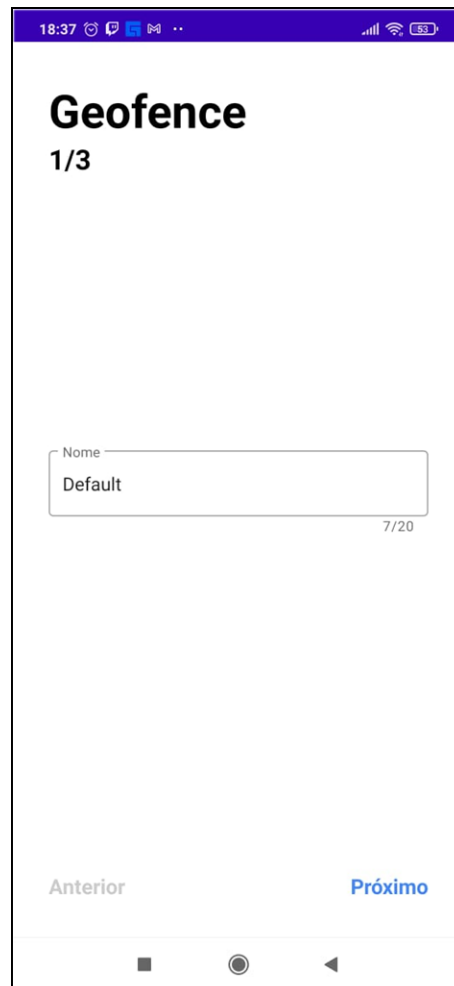 18:37
53
Geofence
1/3
Nome
Default
7/20
Anterior Próximo